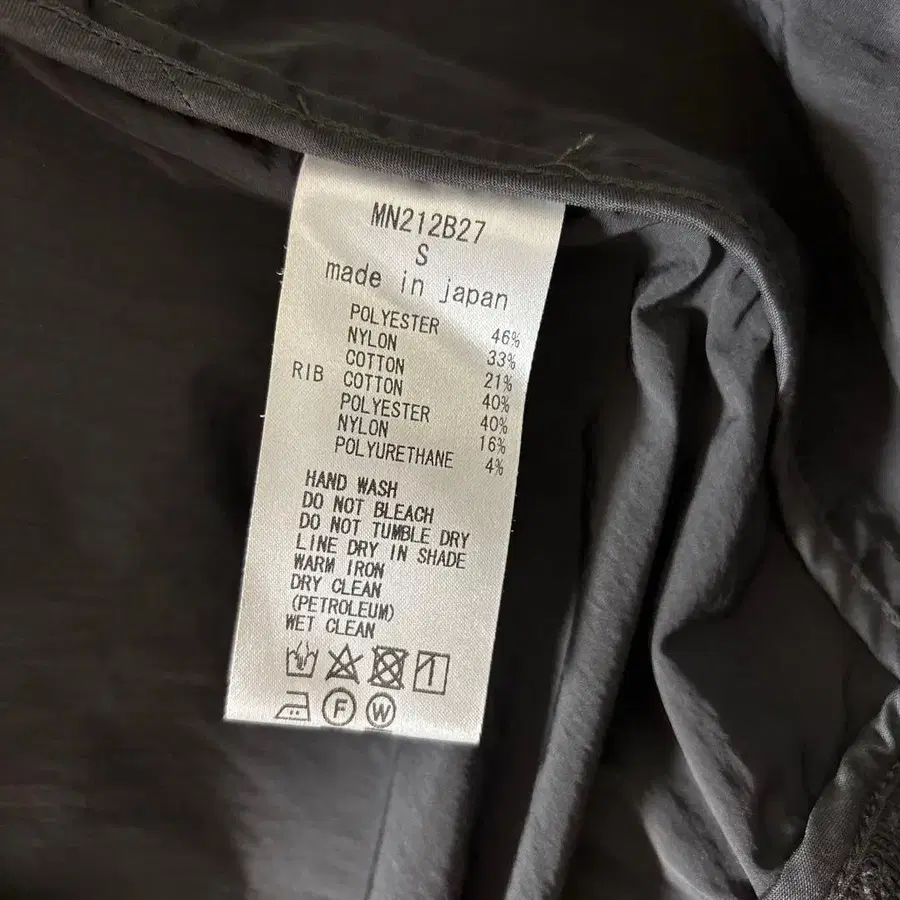 MN212B27
S
made in japan
POLYESTER 46%
NYLON 33%
COTTON 21%
RIB COTTON 40%
POLYESTER 40%
NYLON 16%
POLYURETHANE 4%
HAND WASH
DO NOT BLEACH
DO NOT TUMBLE DRY
LINE DRY IN SHADE
WARM IRON
DRY CLEAN
(PETROLEUM)
WET CLEAN
F W